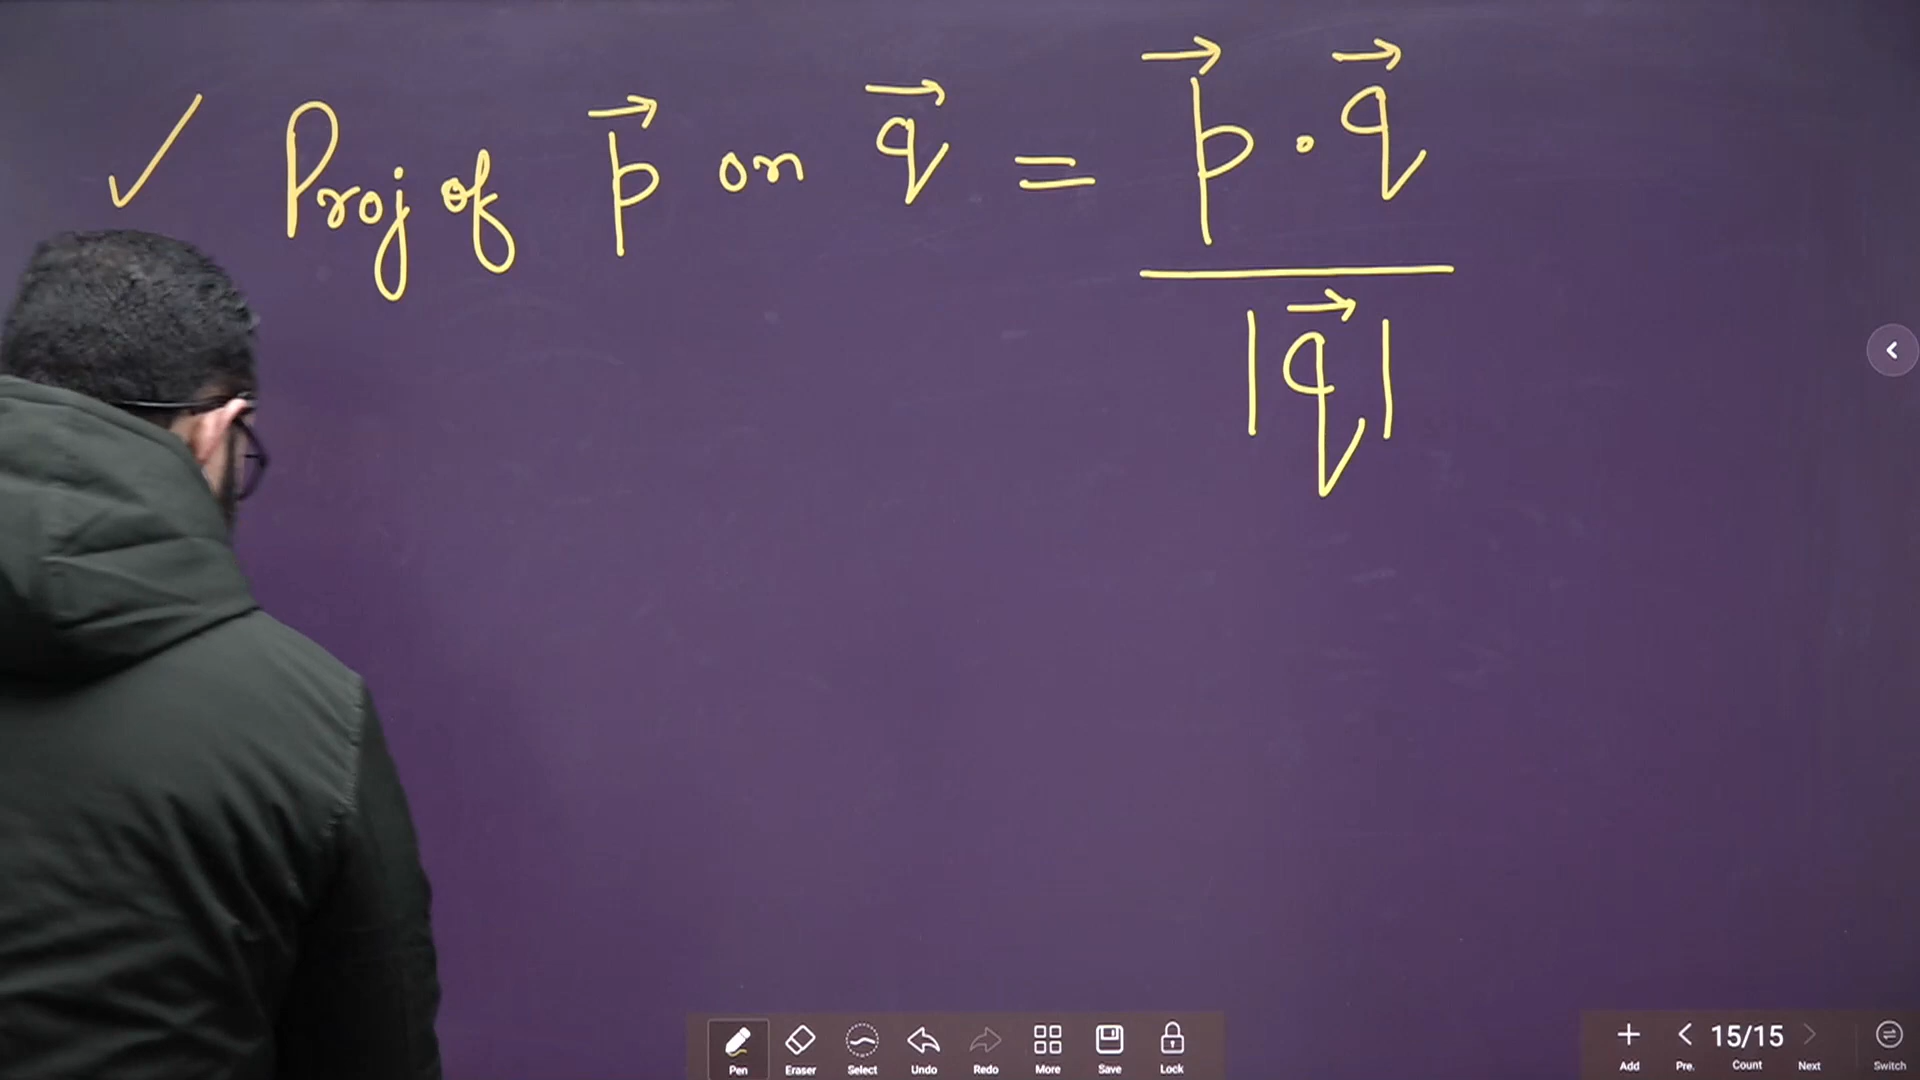 ✓ Proj of p⃗ on q⃗ = p⃗ . q⃗
|q⃗|
Pen Eraser Select Undo Redo More Save Lock
+ < 15/15 >
Add Pre. Count Next Switch